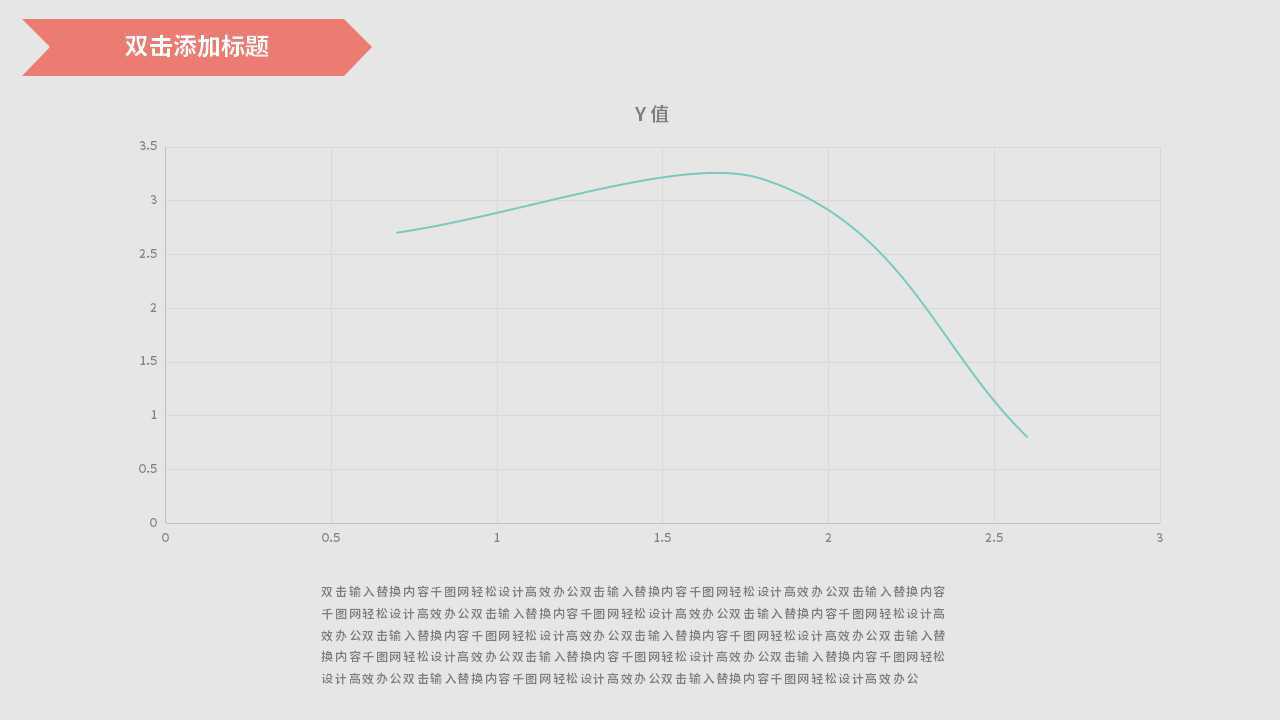 双击添加标题
Y 值
3.5
3
2.5
2
1.5
1
0.5
0
0 0.5 1 1.5 2 2.5 3
双击输入替换内容千图网轻松设计高效办公双击输入替换内容千图网轻松设计高效办公双击输入替换内容
千图网轻松设计高效办公双击输入替换内容千图网轻松设计高效办公双击输入替换内容千图网轻松设计高
效办公双击输入替换内容千图网轻松设计高效办公双击输入替换内容千图网轻松设计高效办公双击输入替
换内容千图网轻松设计高效办公双击输入替换内容千图网轻松设计高效办公双击输入替换内容千图网轻松
设计高效办公双击输入替换内容千图网轻松设计高效办公双击输入替换内容千图网轻松设计高效办公